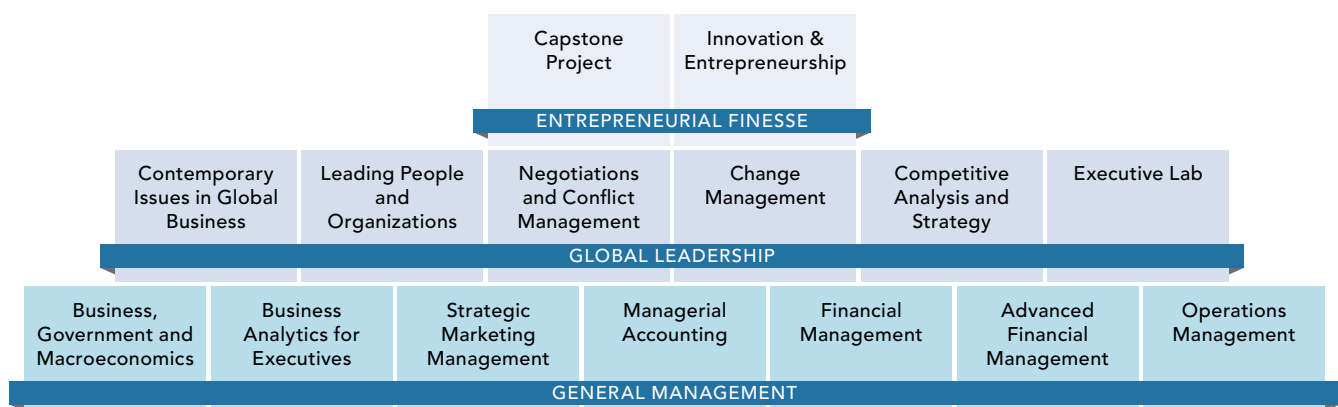 Capstone
Project
Innovation &
Entrepreneurship
ENTREPRENEURIAL FINESSE
Contemporary
Issues in Global
Business
Leading People
and
Organizations
Negotiations
and Conflict
Management
Change
Management
Competitive
Analysis and
Strategy
Executive Lab
GLOBAL LEADERSHIP
Business,
Government and
Macroeconomics
Business
Analytics for
Executives
Strategic
Marketing
Management
Managerial
Accounting
Financial
Management
Advanced
Financial
Management
Operations
Management
GENERAL MANAGEMENT